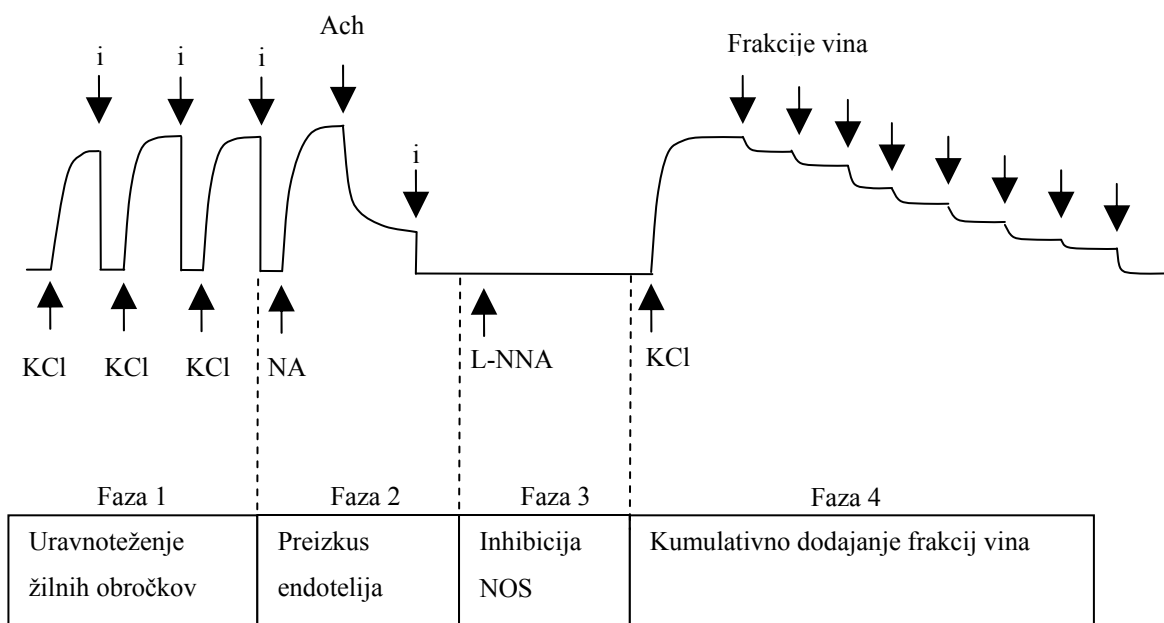 Ach
Frakcije vina
i i i
i
KCl KCl KCl NA L-NNA KCl
Faza 1 Faza 2 Faza 3 Faza 4
Uravnoteženje
žilnih obročkov
Preizkus
endotelija
Inhibicija
NOS
Kumulativno dodajanje frakcij vina